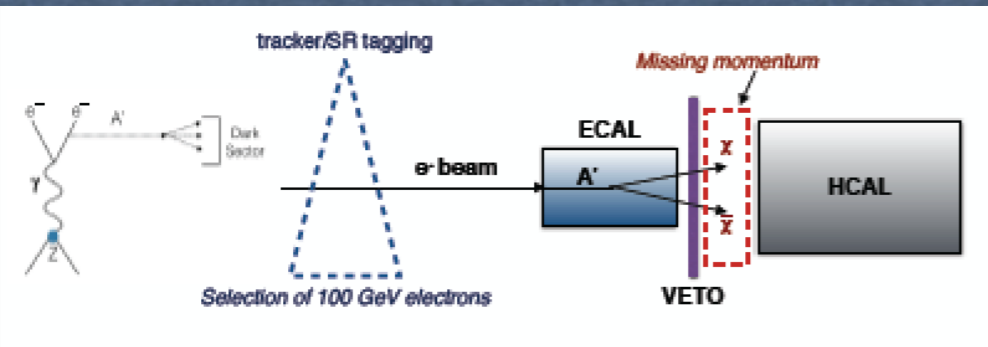 tracker/SR tagging
Missing momentum
e⁻ e⁻ A'
Dark
Sector
γ
Z
ECAL
e⁻ beam
A'
χ
χ̄
HCAL
VETO
Selection of 100 GeV electrons